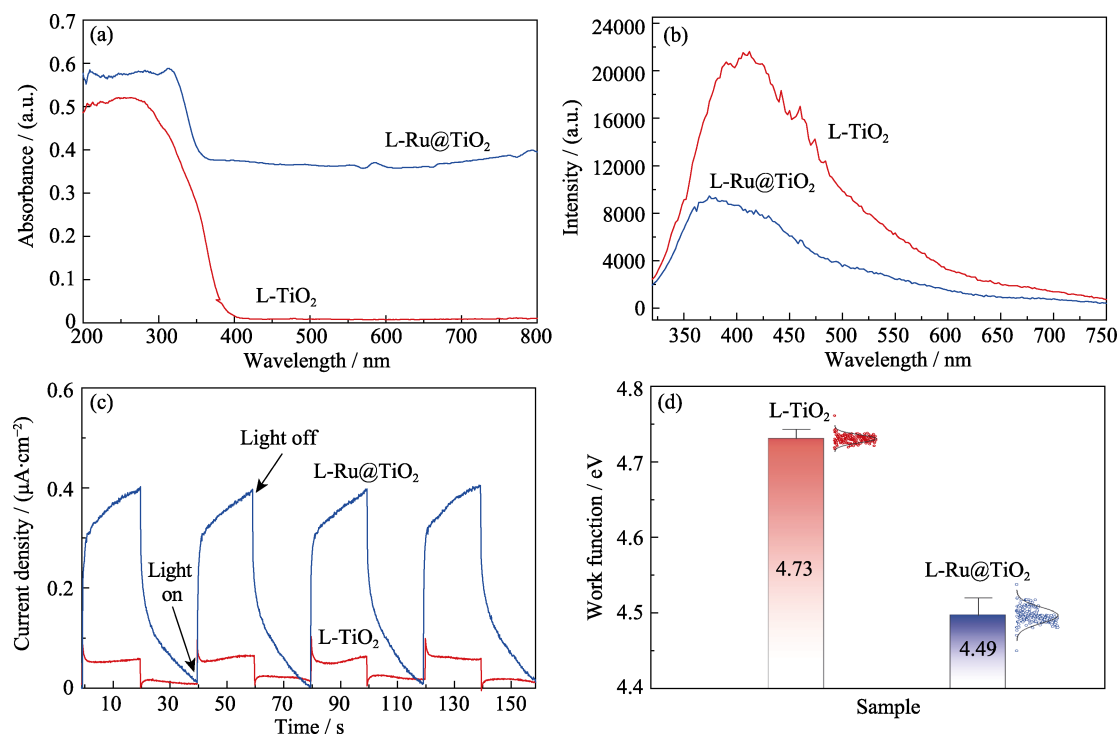 (a)
0.7
0.6
0.5
0.4
0.3
0.2
0.1
0
Absorbance / (a.u.)
L-Ru@TiO₂
L-TiO₂
200 300 400 500 600 700 800
Wavelength / nm
(b)
24000
20000
16000
12000
8000
4000
0
Intensity / (a.u.)
L-TiO₂
L-Ru@TiO₂
350 400 450 500 550 600 650 700 750
Wavelength / nm
(c)
0.6
0.4
0.2
0
Current density / (μA·cm⁻²)
Light off
L-Ru@TiO₂
Light
on
L-TiO₂
10 30 50 70 90 110 130 150
Time / s
(d)
4.8
4.7
4.6
4.5
4.4
Work function / eV
L-TiO₂
4.73
L-Ru@TiO₂
4.49
Sample